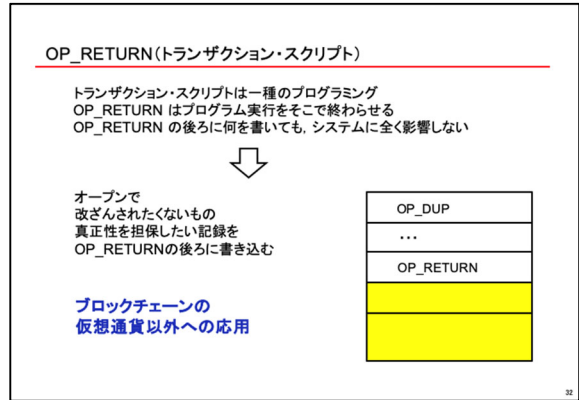 OP_RETURN(トランザクション・スクリプト)
トランザクション・スクリプトは一種のプログラミング
OP_RETURN はプログラム実行をそこで終わらせる
OP_RETURN の後ろに何を書いても, システムに全く影響しない
オープンで
改ざんされたくないもの
真正性を担保したい記録を
OP_RETURNの後ろに書き込む
ブロックチェーンの
仮想通貨以外への応用
OP_DUP
...
OP_RETURN
32